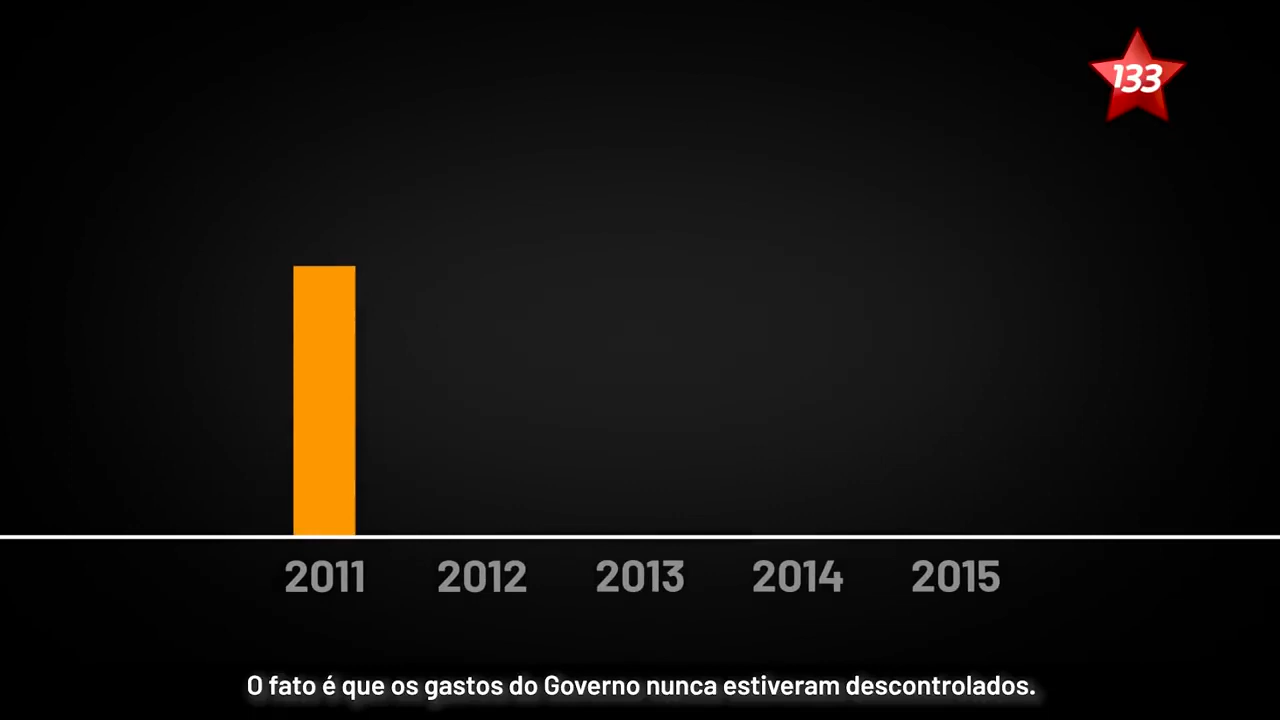 133
2011 2012 2013 2014 2015
O fato é que os gastos do Governo nunca estiveram descontrolados.